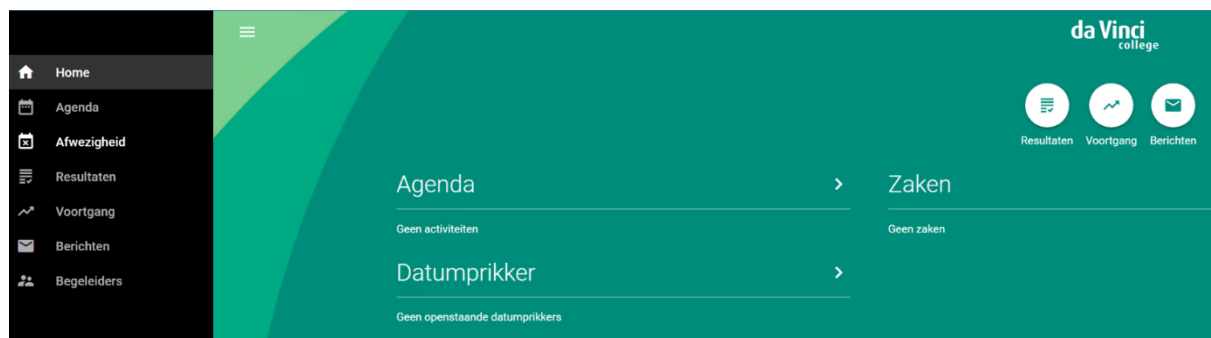 Home
Agenda
Afwezigheid
Resultaten
Voortgang
Berichten
Begeleiders
da Vinci
college
Resultaten Voortgang Berichten
Agenda
Geen activiteiten
Zaken
Geen zaken
Datumprikker
Geen openstaande datumprikkers